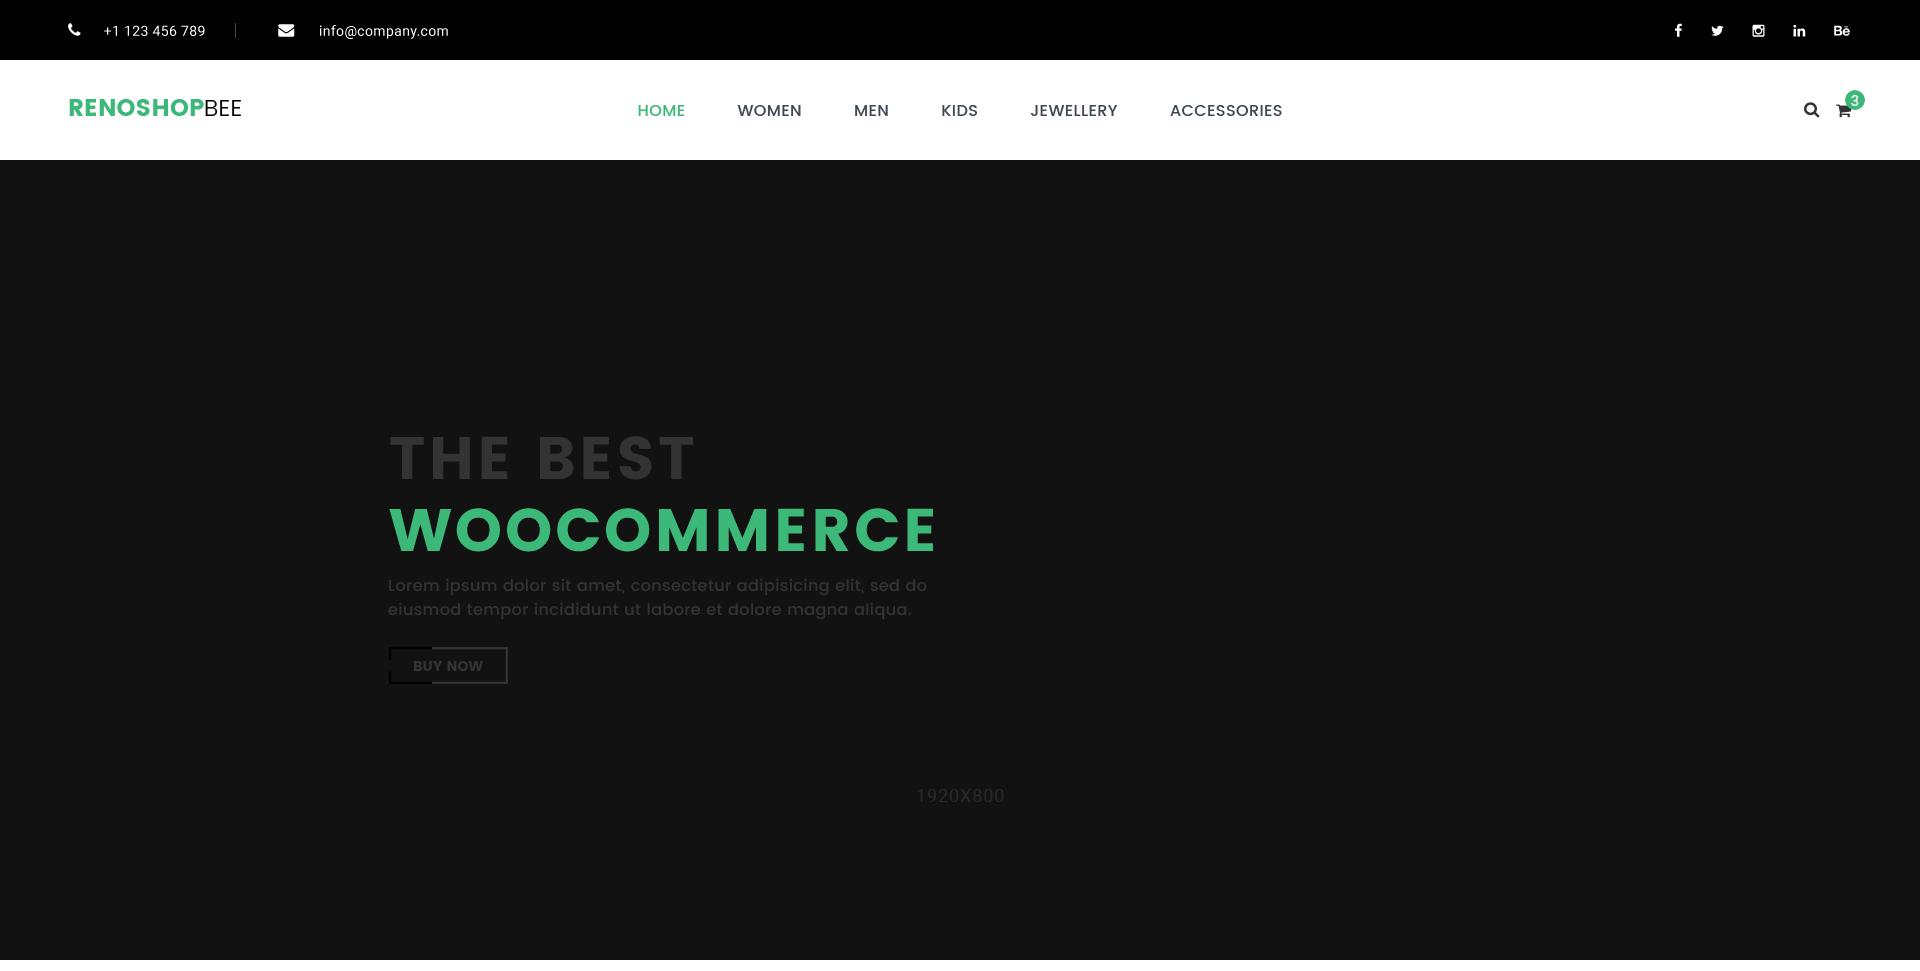 +1 123 456 789
info@company.com
Bē
RENOSHOPBEE
HOME
WOMEN
MEN
KIDS
JEWELLERY
ACCESSORIES
3
THE BEST
WOOCOMMERCE
Lorem ipsum dolor sit amet, consectetur adipisicing elit, sed do
eiusmod tempor incididunt ut labore et dolore magna aliqua.
BUY NOW
1920X800